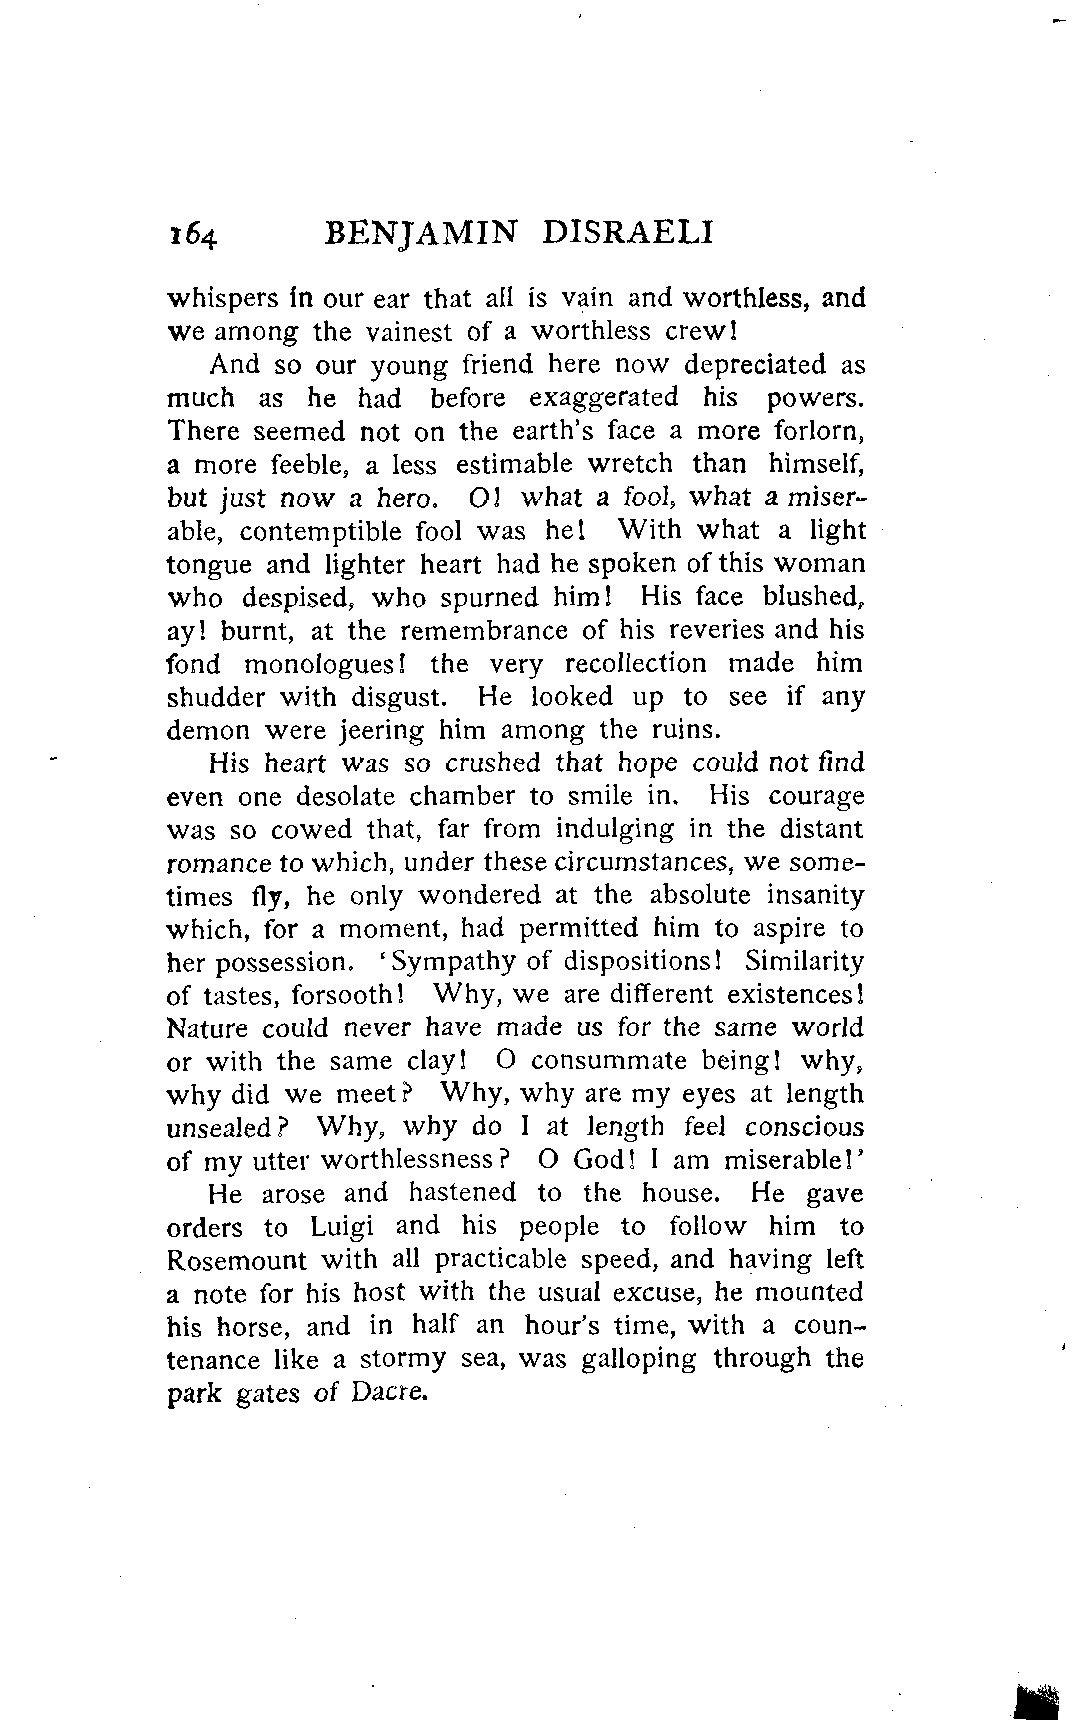 164 BENJAMIN DISRAELI
whispers in our ear that all is vain and worthless, and
we among the vainest of a worthless crew!
And so our young friend here now depreciated as
much as he had before exaggerated his powers.
There seemed not on the earth's face a more forlorn,
a more feeble, a less estimable wretch than himself,
but just now a hero. O! what a fool, what a miser-
able, contemptible fool was he! With what a light
tongue and lighter heart had he spoken of this woman
who despised, who spurned him! His face blushed,
ay! burnt, at the remembrance of his reveries and his
fond monologues! the very recollection made him
shudder with disgust. He looked up to see if any
demon were jeering him among the ruins.
His heart was so crushed that hope could not find
even one desolate chamber to smile in. His courage
was so cowed that, far from indulging in the distant
romance to which, under these circumstances, we some-
times fly, he only wondered at the absolute insanity
which, for a moment, had permitted him to aspire to
her possession. 'Sympathy of dispositions! Similarity
of tastes, forsooth! Why, we are different existences!
Nature could never have made us for the same world
or with the same clay! O consummate being! why,
why did we meet? Why, why are my eyes at length
unsealed? Why, why do I at length feel conscious
of my utter worthlessness? O God! I am miserable!'
He arose and hastened to the house. He gave
orders to Luigi and his people to follow him to
Rosemount with all practicable speed, and having left
a note for his host with the usual excuse, he mounted
his horse, and in half an hour's time, with a coun-
tenance like a stormy sea, was galloping through the
park gates of Dacre.